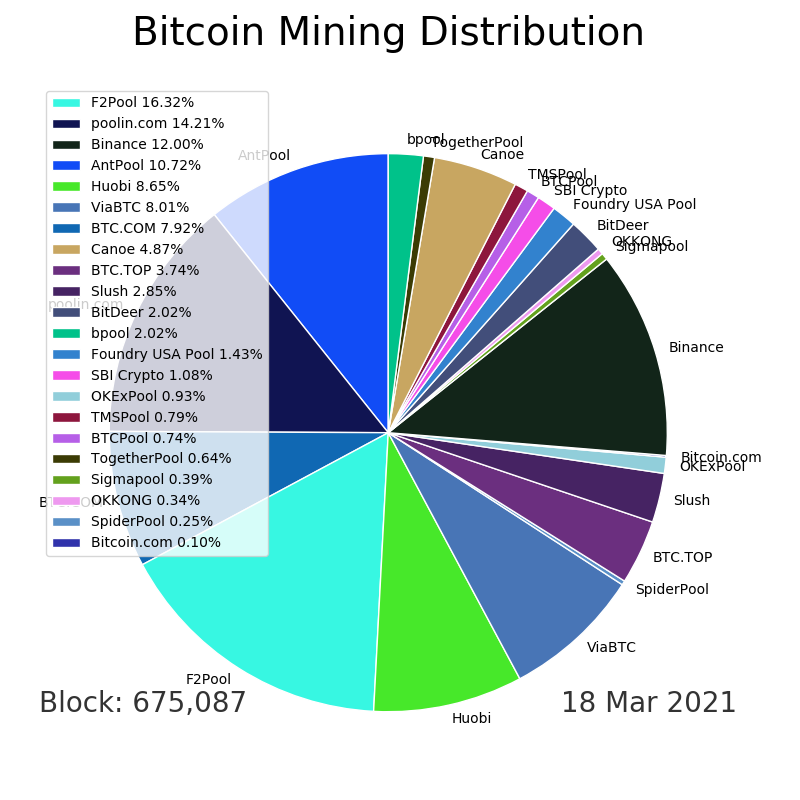 Bitcoin Mining Distribution
F2Pool 16.32%
poolin.com 14.21%
Binance 12.00%
AntPool 10.72%
Huobi 8.65%
ViaBTC 8.01%
BTC.COM 7.92%
Canoe 4.87%
BTC.TOP 3.74%
Slush 2.85%
BitDeer 2.02%
bpool 2.02%
Foundry USA Pool 1.43%
SBI Crypto 1.08%
OKExPool 0.93%
TMSPool 0.79%
BTCPool 0.74%
TogetherPool 0.64%
Sigmapool 0.39%
OKKONG 0.34%
SpiderPool 0.25%
Bitcoin.com 0.10%
AntPool
poolin.com
F2Pool
Huobi
ViaBTC
SpiderPool
BTC.TOP
Slush
OKExPool
Bitcoin.com
Binance
Sigmapool
OKKONG
BitDeer
Foundry USA Pool
SBI Crypto
BTCPool
TMSPool
Canoe
TogetherPool
bpool
Block: 675,087
18 Mar 2021